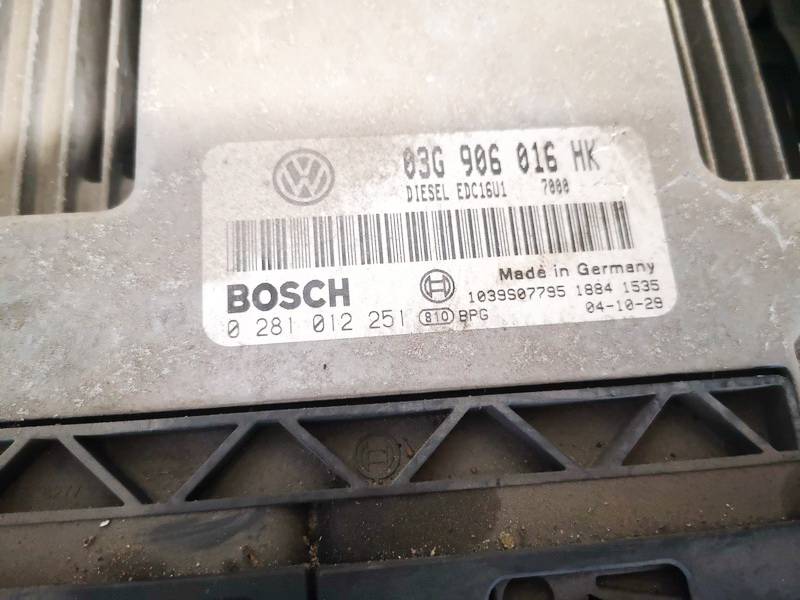 03G 906 016 HK
DIESEL EDC16U1 7000
Made in Germany
BOSCH
1039S07795 1884 1535
0 281 012 251 810 BPG
04-10-29